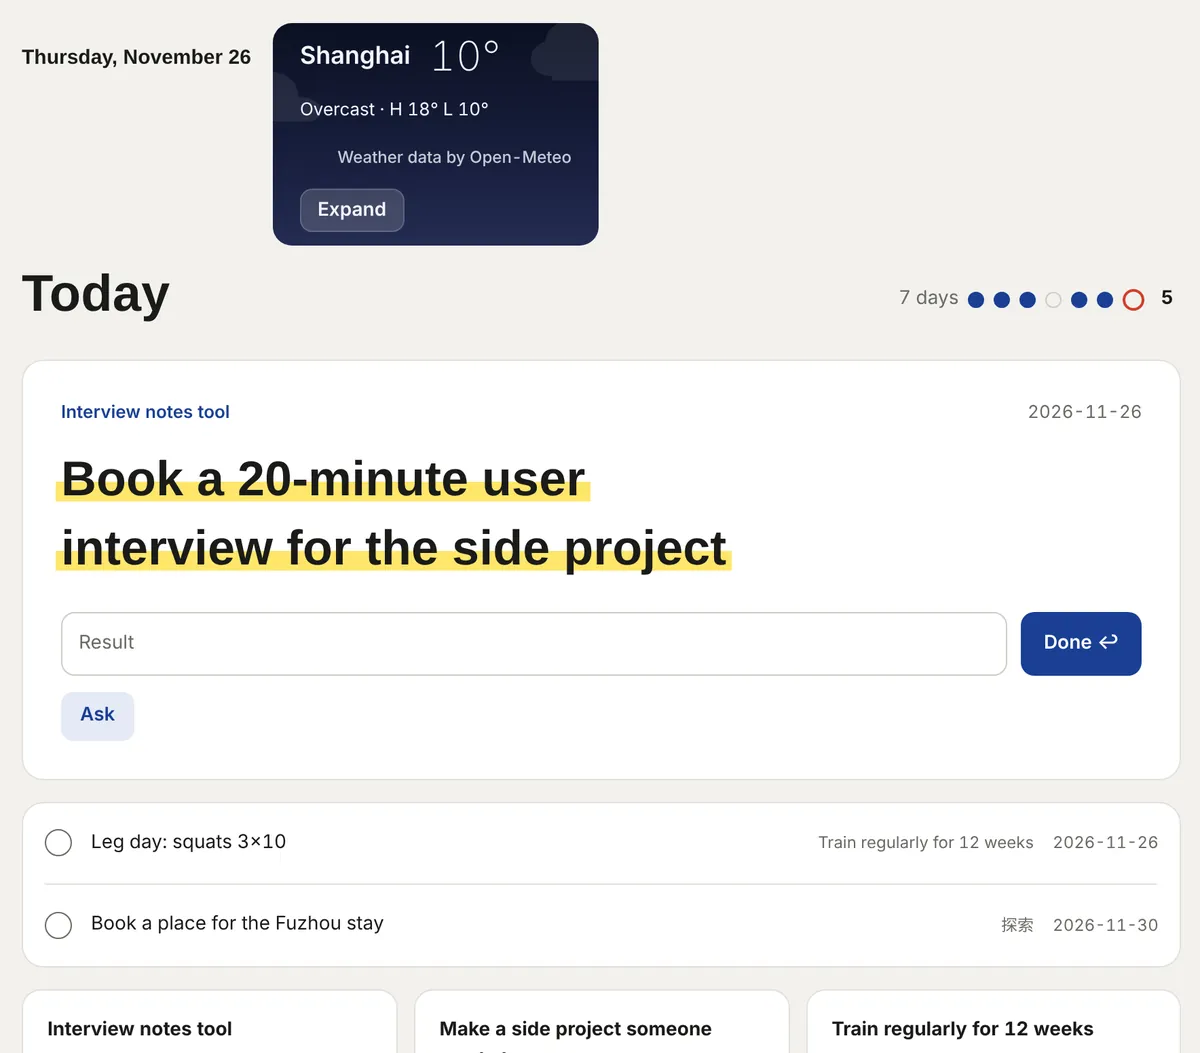 Thursday, November 26
Shanghai 10°
Overcast · H 18° L 10°
Weather data by Open-Meteo
Expand
Today
7 days 5
Interview notes tool 2026-11-26
Book a 20-minute user
interview for the side project
Result
Done ↩
Ask
Leg day: squats 3×10 Train regularly for 12 weeks 2026-11-26
Book a place for the Fuzhou stay 探索 2026-11-30
Interview notes tool
Make a side project someone
Train regularly for 12 weeks